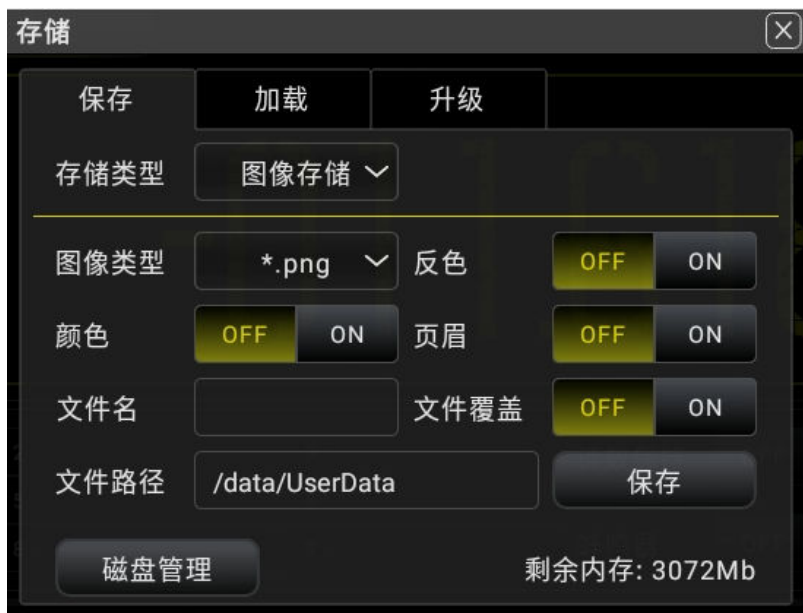 存储
保存 加载 升级
存储类型 图像存储
图像类型 *.png 反色 OFF ON
颜色 OFF ON 页眉 OFF ON
文件名 文件覆盖 OFF ON
文件路径 /data/UserData 保存
磁盘管理 剩余内存: 3072Mb